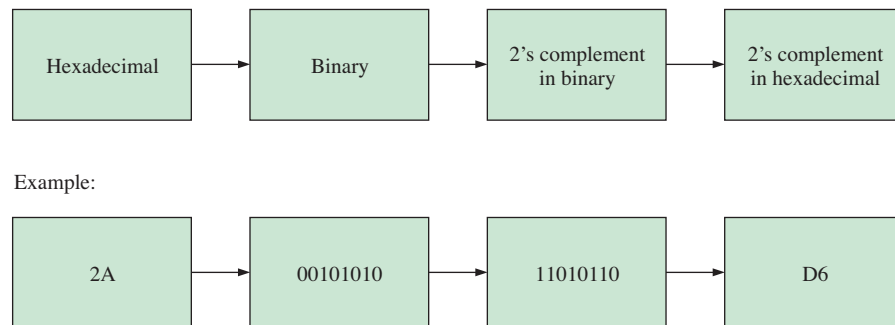 Hexadecimal
Binary
2's complement
in binary
2's complement
in hexadecimal
Example:
2A
00101010
11010110
D6